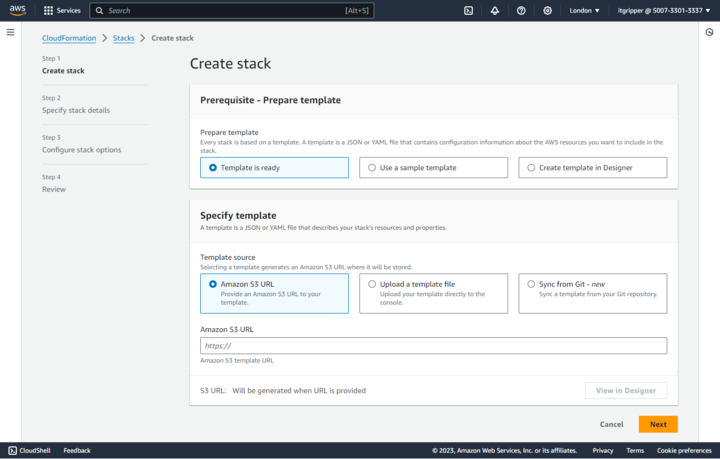 aws
Services
Search
[Alt+S]
London ▼
itgripper @ 5007-3301-3337 ▼
CloudFormation > Stacks > Create stack
Step 1
Create stack
Step 2
Specify stack details
Step 3
Configure stack options
Step 4
Review
Create stack
Prerequisite - Prepare template
Prepare template
Every stack is based on a template. A template is a JSON or YAML file that contains configuration information about the AWS resources you want to include in the
stack.
Template is ready
Use a sample template
Create template in Designer
Specify template
A template is a JSON or YAML file that describes your stack's resources and properties.
Template source
Selecting a template generates an Amazon S3 URL where it will be stored.
Amazon S3 URL
Provide an Amazon S3 URL to your
template.
Upload a template file
Upload your template directly to the
console.
Sync from Git - new
Sync a template from your Git repository.
Amazon S3 URL
https://
Amazon S3 template URL
S3 URL: Will be generated when URL is provided
View in Designer
Cancel
Next
CloudShell
Feedback
© 2023, Amazon Web Services, Inc. or its affiliates.
Privacy
Terms
Cookie preferences